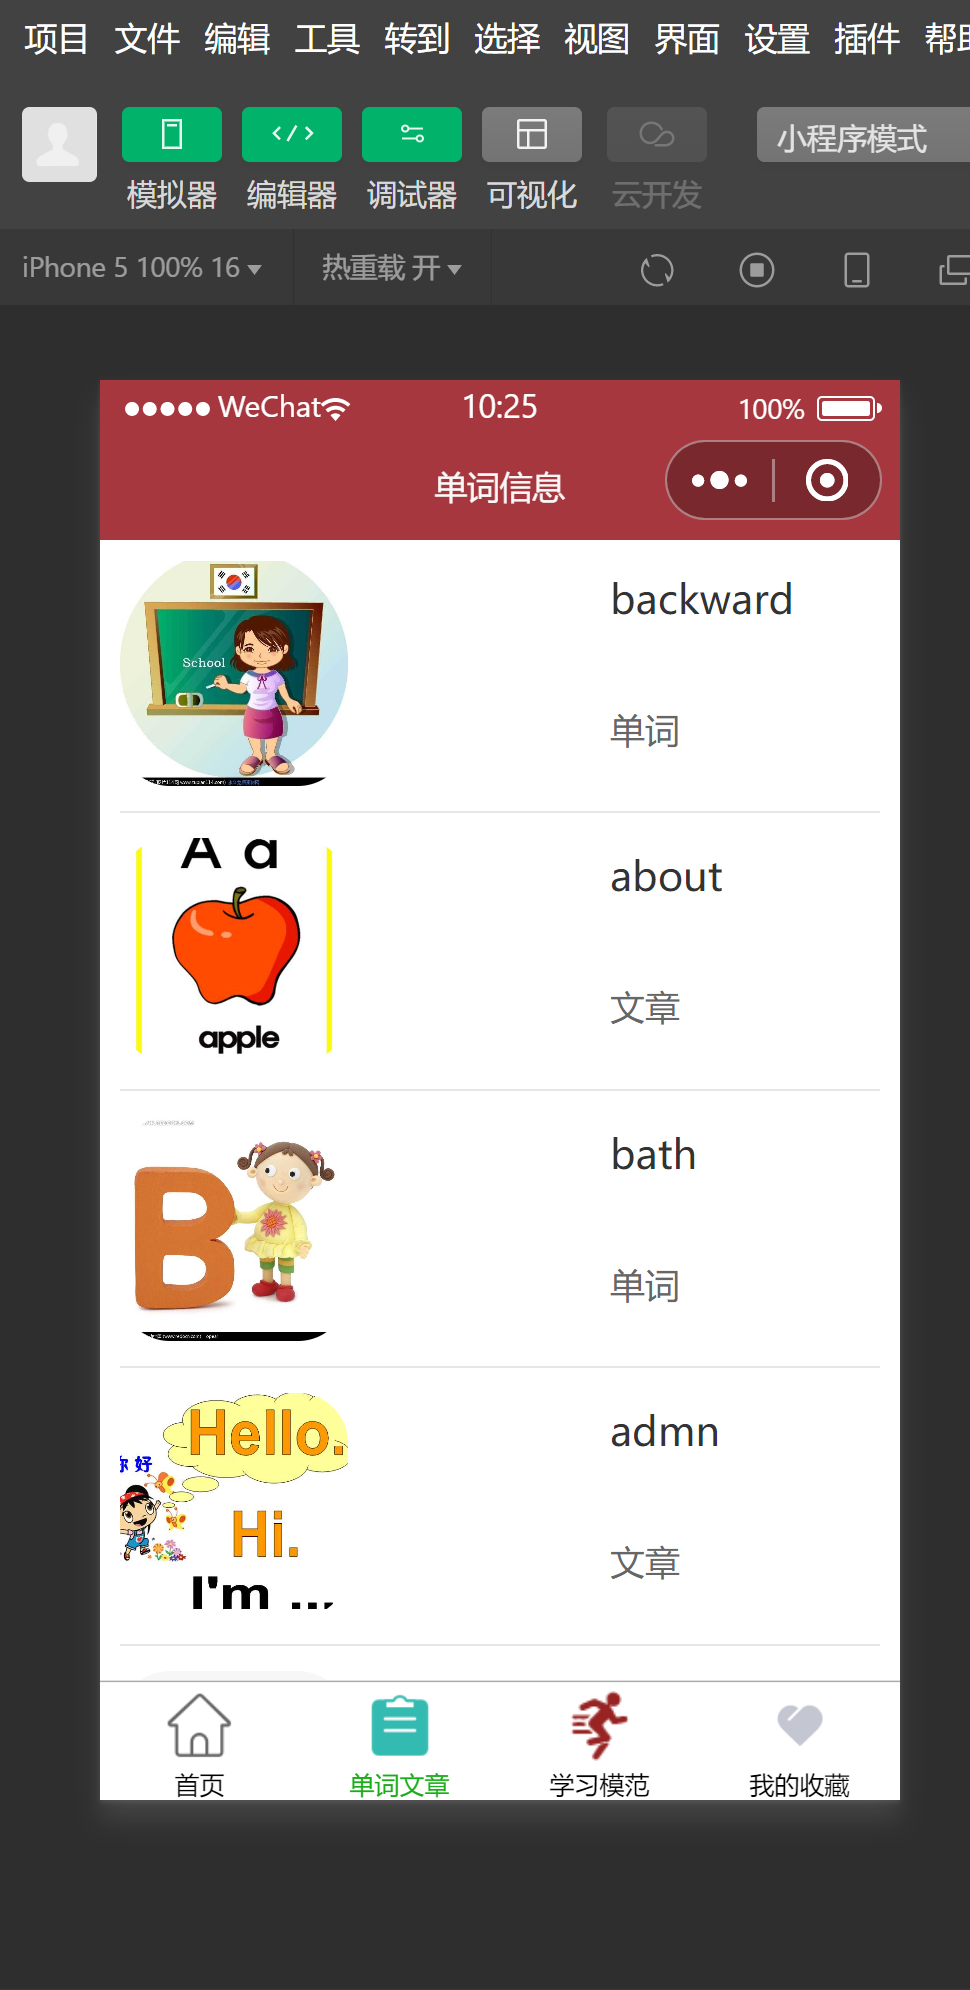 项目 文件 编辑 工具 转到 选择 视图 界面 设置 插件
模拟器 编辑器 调试器 可视化 云开发 小程序模式
iPhone 5 100% 16 热重载 开
WeChat 10:25 100%
单词信息
School
backward
单词
A a
apple
about
文章
B
bath
单词
Hello.
你 好
Hi.
I'm ...
admn
文章
首页 单词文章 学习模范 我的收藏